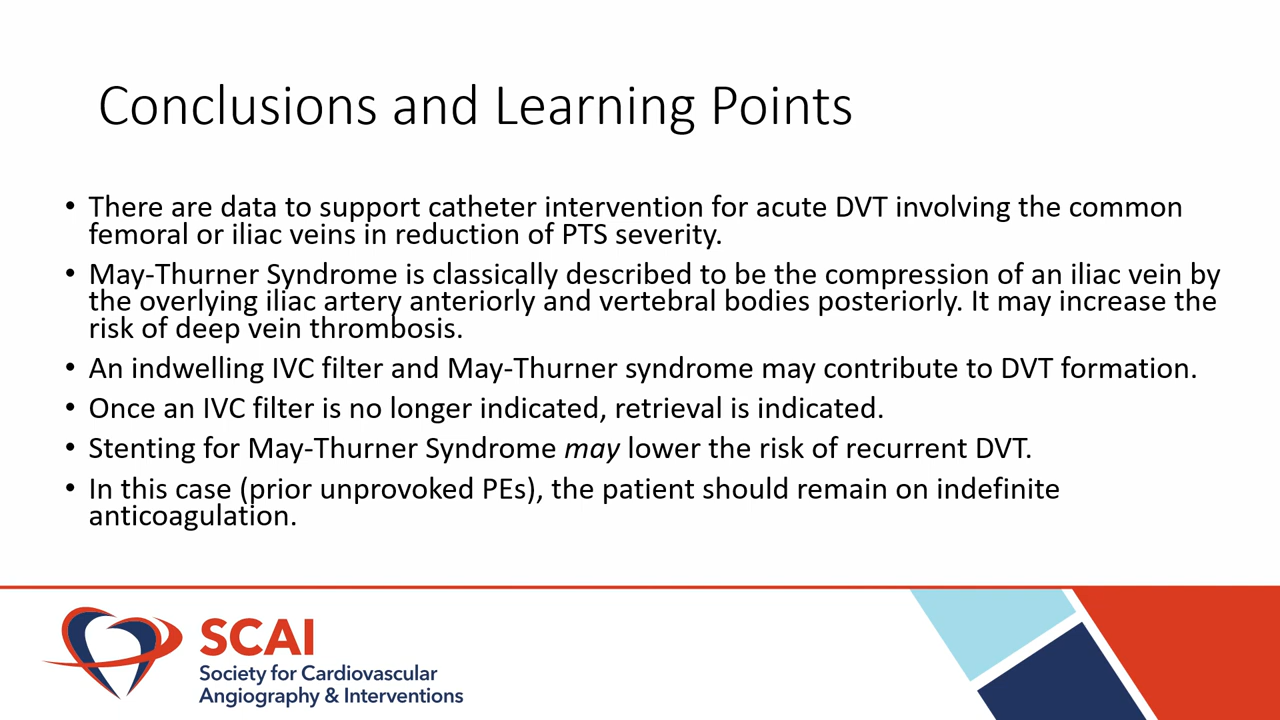 Conclusions and Learning Points
• There are data to support catheter intervention for acute DVT involving the common
femoral or iliac veins in reduction of PTS severity.
• May-Thurner Syndrome is classically described to be the compression of an iliac vein by
the overlying iliac artery anteriorly and vertebral bodies posteriorly. It may increase the
risk of deep vein thrombosis.
• An indwelling IVC filter and May-Thurner syndrome may contribute to DVT formation.
• Once an IVC filter is no longer indicated, retrieval is indicated.
• Stenting for May-Thurner Syndrome may lower the risk of recurrent DVT.
• In this case (prior unprovoked PEs), the patient should remain on indefinite
anticoagulation.
SCAI
Society for Cardiovascular
Angiography & Interventions